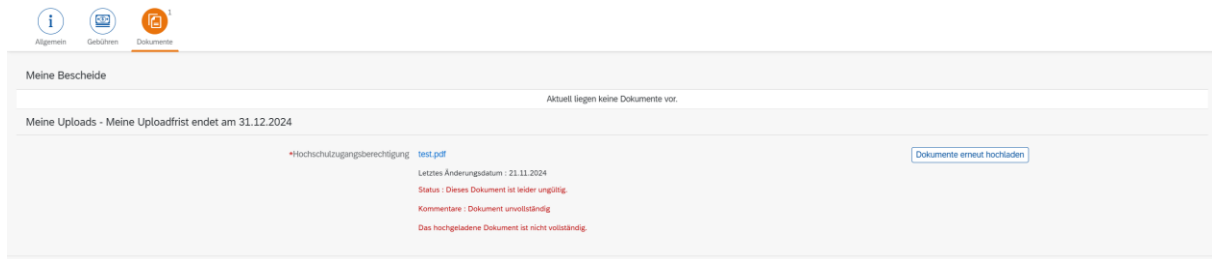 1
Allgemein
Gebühren
Dokumente
Meine Bescheide
Aktuell liegen keine Dokumente vor.
Meine Uploads - Meine Uploadfrist endet am 31.12.2024
*Hochschulzugangsberechtigung test.pdf Dokumente erneut hochladen
Letztes Änderungsdatum : 21.11.2024
Status : Dieses Dokument ist leider ungültig.
Kommentare : Dokument unvollständig
Das hochgeladene Dokument ist nicht vollständig.